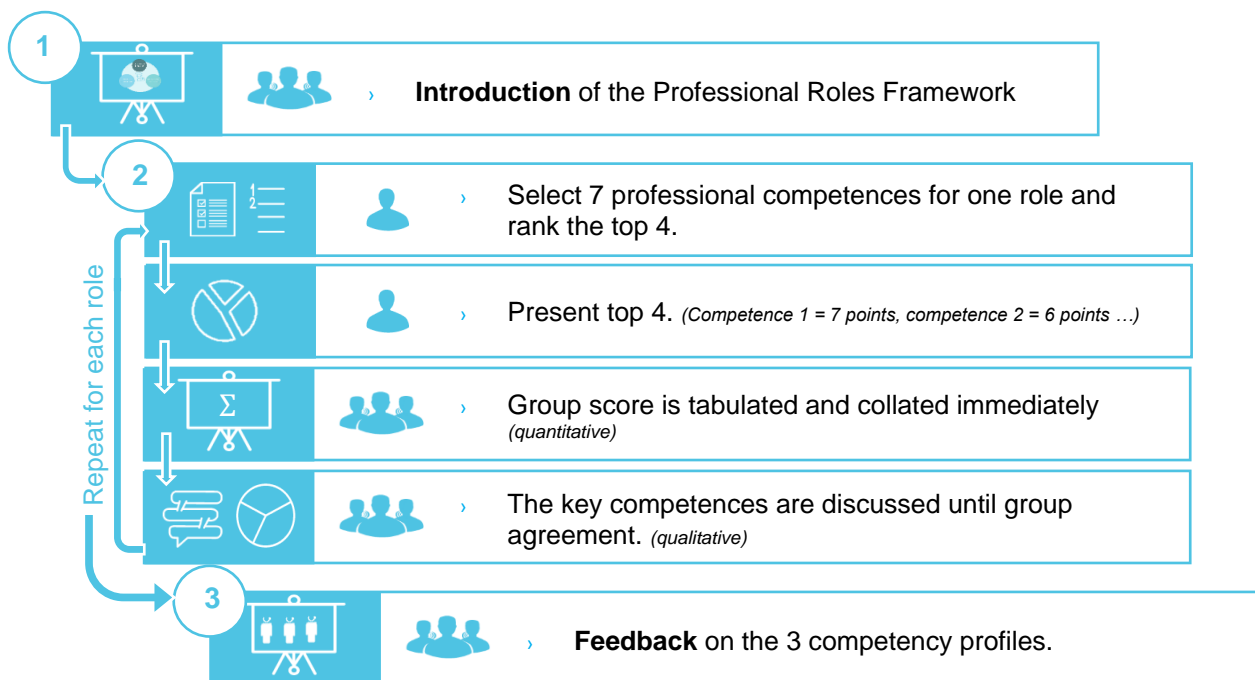 1
› Introduction of the Professional Roles Framework
2
1
2
› Select 7 professional competences for one role and
rank the top 4.
› Present top 4. (Competence 1 = 7 points, competence 2 = 6 points …)
Σ
› Group score is tabulated and collated immediately
(quantitative)
› The key competences are discussed until group
agreement. (qualitative)
Repeat for each role
3
› Feedback on the 3 competency profiles.